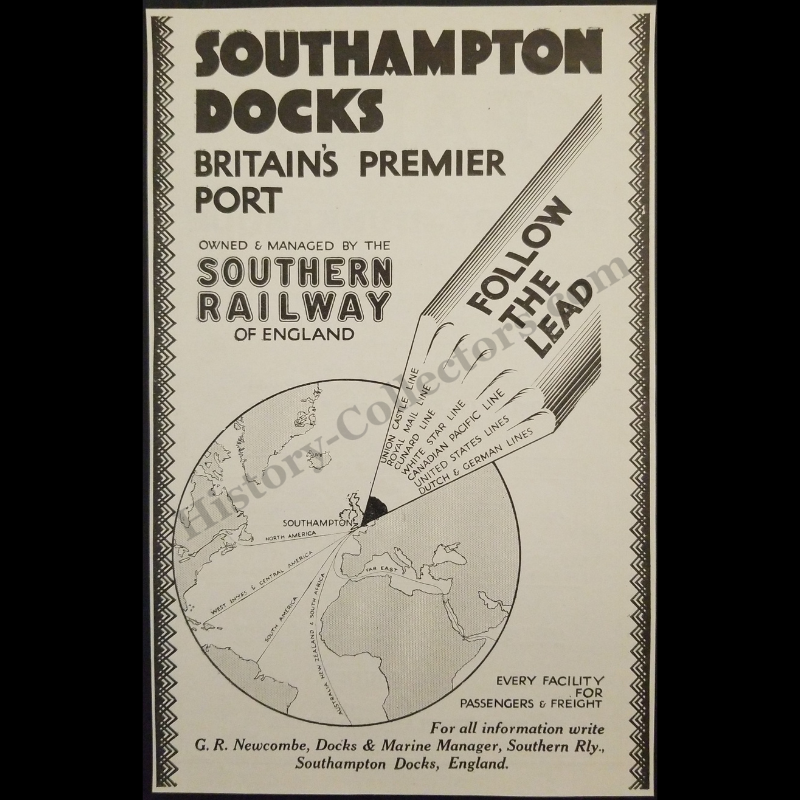 SOUTHAMPTON
DOCKS
BRITAIN'S PREMIER
PORT
OWNED & MANAGED BY THE
SOUTHERN
RAILWAY
OF ENGLAND
FOLLOW
THE
LEAD
UNION CASTLE LINE
ROYAL MAIL LINE
CUNARD LINE
WHITE STAR LINE
CANADIAN PACIFIC LINE
UNITED STATES LINES
DUTCH & GERMAN LINES
SOUTHAMPTON
NORTH AMERICA
WEST INDIES & CENTRAL AMERICA
SOUTH AMERICA
AUSTRALIA NEW ZEALAND & SOUTH AFRICA
FAR EAST
EVERY FACILITY
FOR
PASSENGERS & FREIGHT
For all information write
G. R. Newcombe, Docks & Marine Manager, Southern Rly.,
Southampton Docks, England.
History-Collectors.com